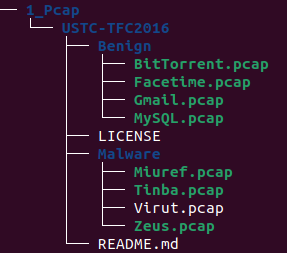 1_Pcap
USTC-TFC2016
Benign
BitTorrent.pcap
Facetime.pcap
Gmail.pcap
MySQL.pcap
LICENSE
Malware
Miuref.pcap
Tinba.pcap
Virut.pcap
Zeus.pcap
README.md